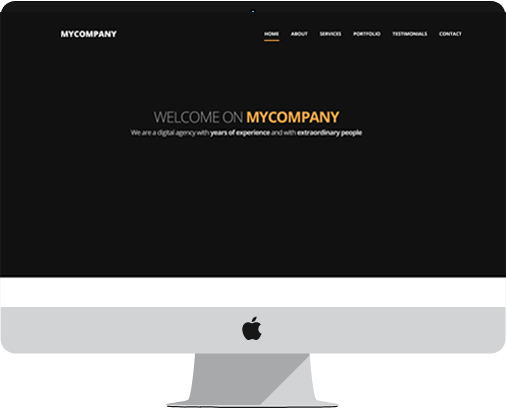 MYCOMPANY
HOME ABOUT SERVICES PORTFOLIO TESTIMONIALS CONTACT
WELCOME ON MYCOMPANY
We are a digital agency with years of experience and with extraordinary people